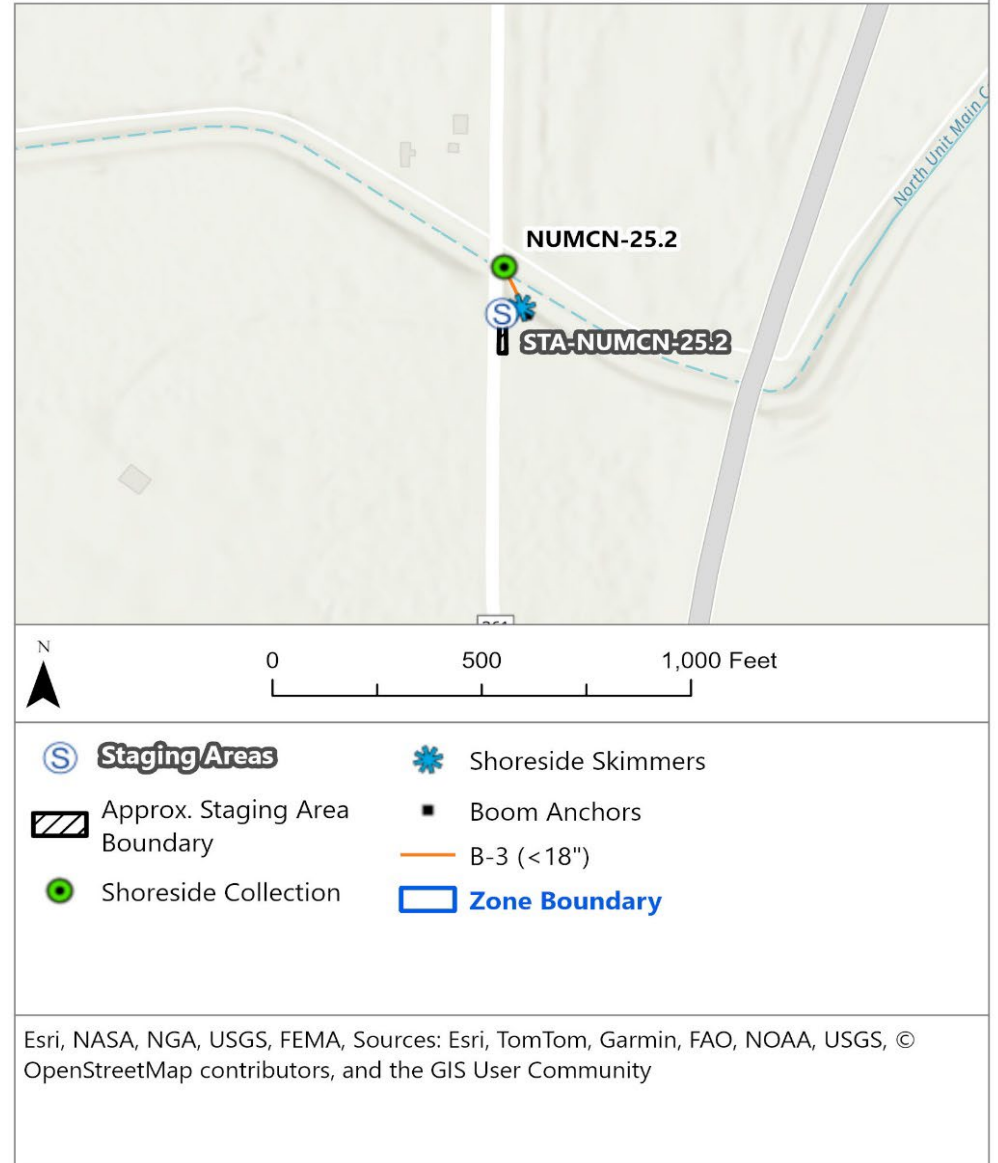 North Unit Main C
NUMCN-25.2
S
STA-NUMCN-25.2
N
0 500 1,000 Feet
S Staging Areas
Approx. Staging Area
Boundary
Shoreside Collection
Shoreside Skimmers
Boom Anchors
B-3 (<18")
Zone Boundary
Esri, NASA, NGA, USGS, FEMA, Sources: Esri, TomTom, Garmin, FAO, NOAA, USGS, ©
OpenStreetMap contributors, and the GIS User Community